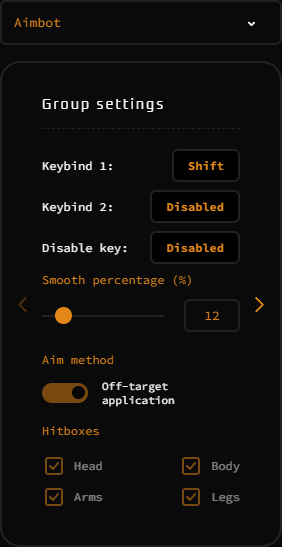 Aimbot
Group settings
Keybind 1: Shift
Keybind 2: Disabled
Disable key: Disabled
Smooth percentage (%)
12
Aim method
Off-target
application
Hitboxes
Head Body
Arms Legs